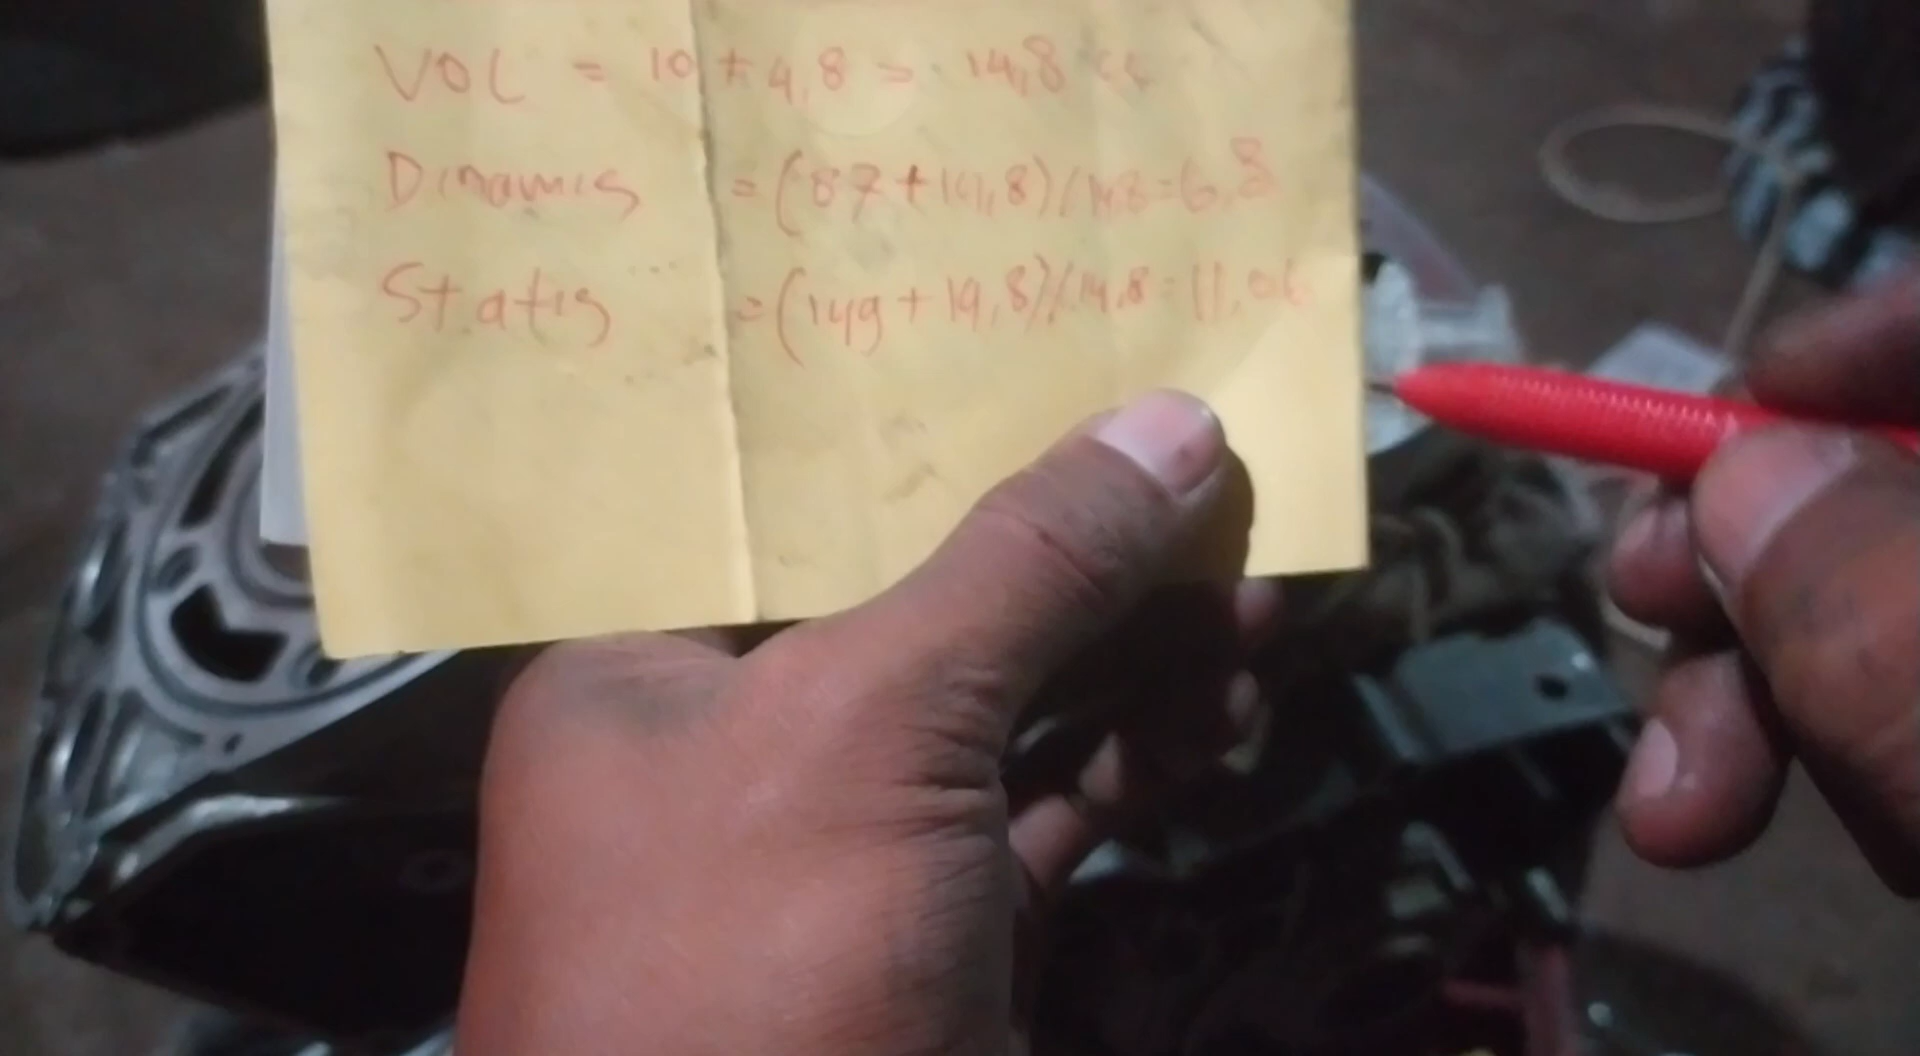 VOL = 10 + 4,8 = 14,8 cc
Dinamis = (87+14,8)/14,8=6,8
Statis = (149+14,8)/14,8=11,06